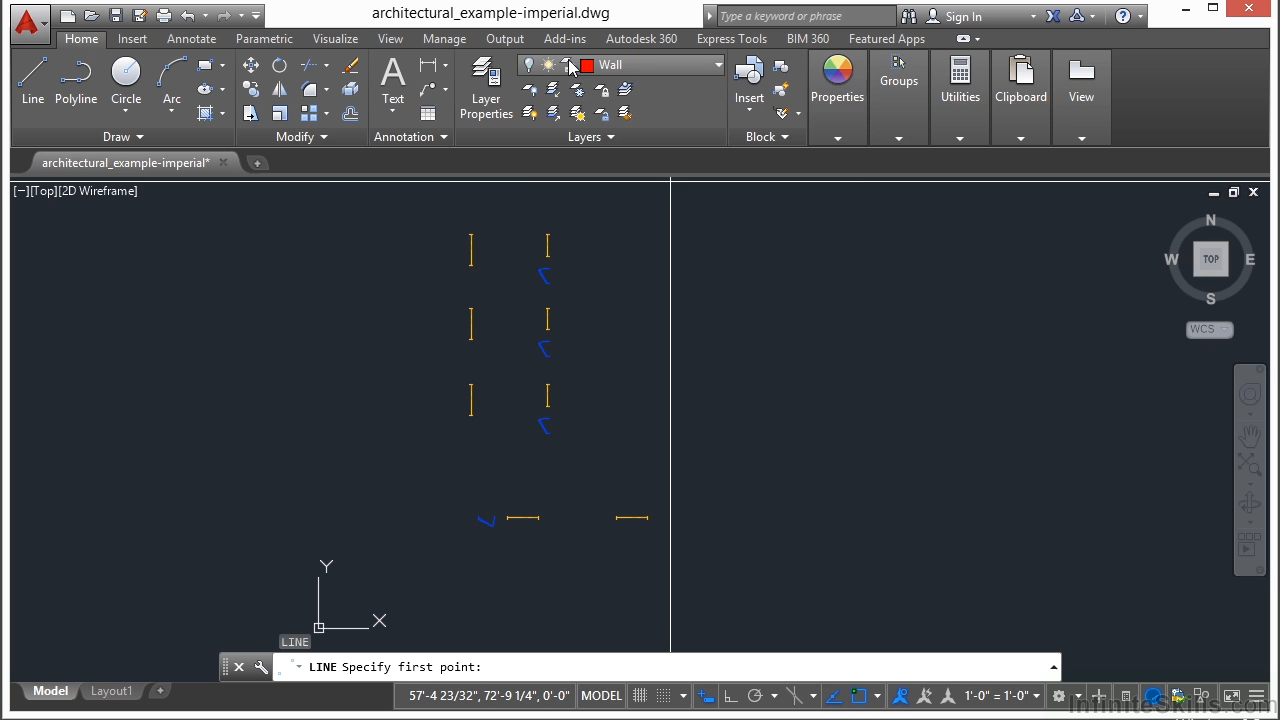 architectural_example-imperial.dwg
Type a keyword or phrase
Sign In
Home Insert Annotate Parametric Visualize View Manage Output Add-ins Autodesk 360 Express Tools BIM 360 Featured Apps
Wall
Line Polyline Circle Arc Text Layer Properties Insert Properties Groups Utilities Clipboard View
Draw Modify Annotation Layers Block
architectural_example-imperial*
[−][Top][2D Wireframe]
N
W TOP E
S
WCS
Y
X
LINE
LINE Specify first point:
Model Layout1
57'-4 23/32", 72'-9 1/4", 0'-0" MODEL 1'-0" = 1'-0"
InfiniteSkills.com